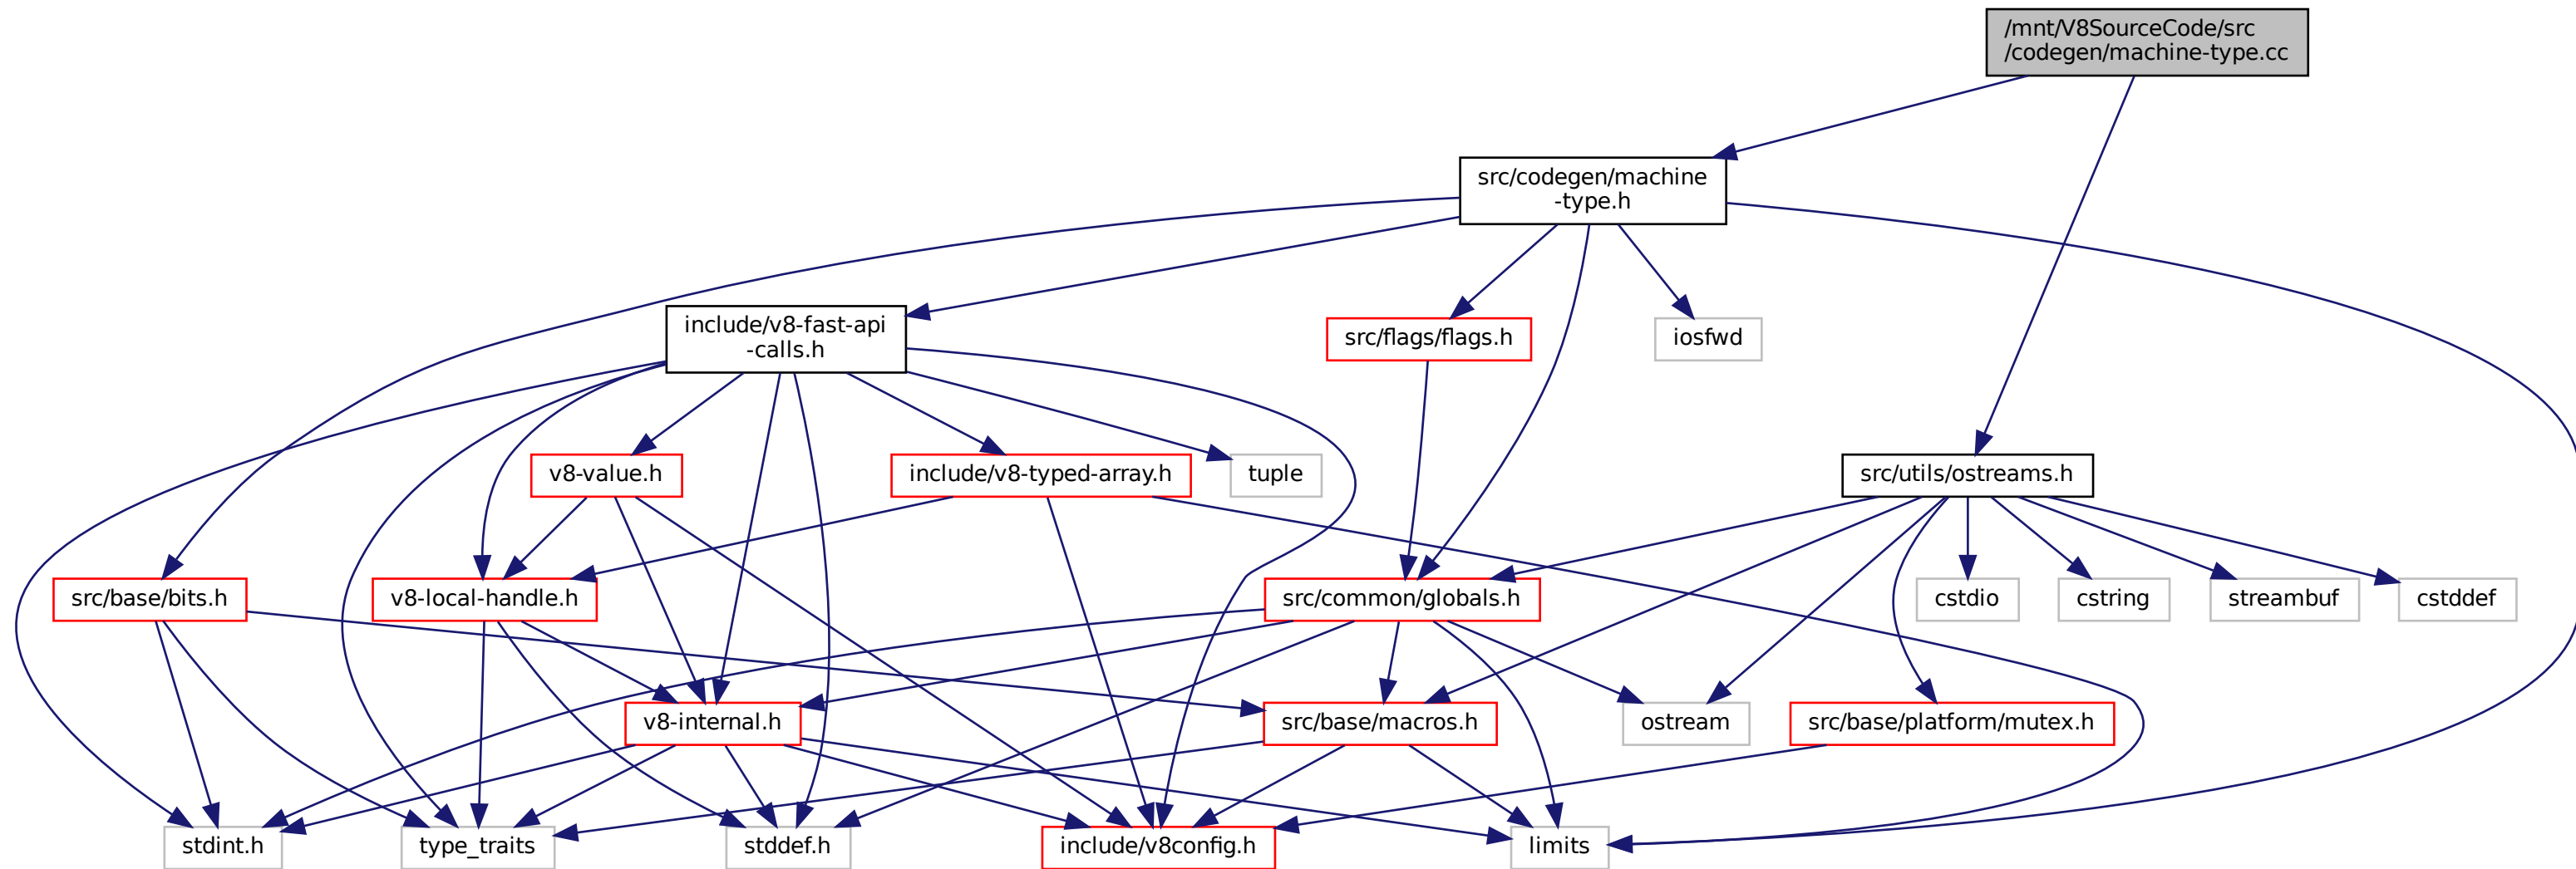 /mnt/V8SourceCode/src
/codegen/machine-type.cc
src/codegen/machine
-type.h
include/v8-fast-api
-calls.h
src/flags/flags.h
iosfwd
v8-value.h
include/v8-typed-array.h
tuple
src/utils/ostreams.h
src/base/bits.h
v8-local-handle.h
src/common/globals.h
cstdio
cstring
streambuf
cstddef
v8-internal.h
src/base/macros.h
ostream
src/base/platform/mutex.h
stdint.h
type_traits
stddef.h
include/v8config.h
limits